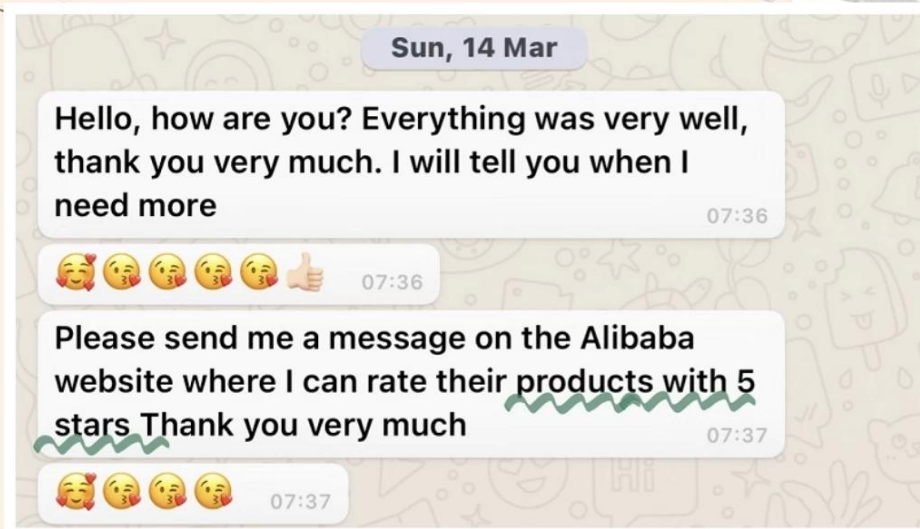 Sun, 14 Mar
Hello, how are you? Everything was very well,
thank you very much. I will tell you when I
need more
07:36
🥰😘😘😘😘👍🏻 07:36
Please send me a message on the Alibaba
website where I can rate their products with 5
stars Thank you very much
07:37
🥰😘😘😘 07:37